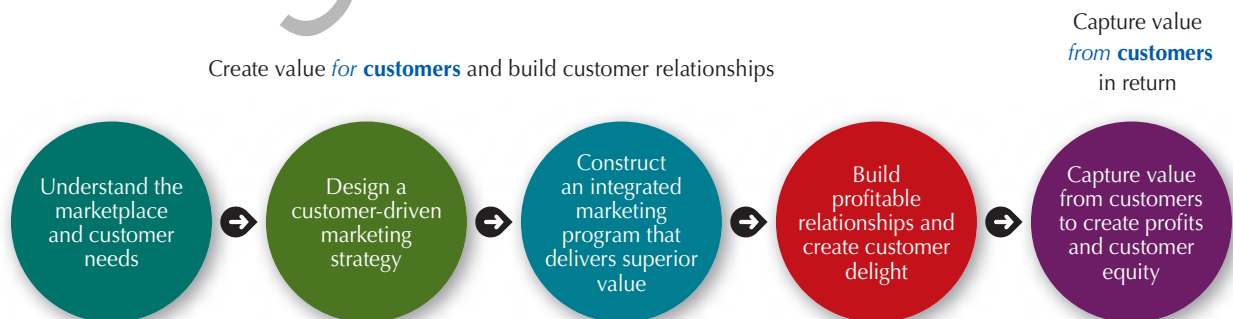 Capture value
from customers
in return
Create value for customers and build customer relationships
Understand the
marketplace
and customer
needs
Design a
customer-driven
marketing
strategy
Construct
an integrated
marketing
program that
delivers superior
value
Build
profitable
relationships and
create customer
delight
Capture value
from customers
to create profits
and customer
equity